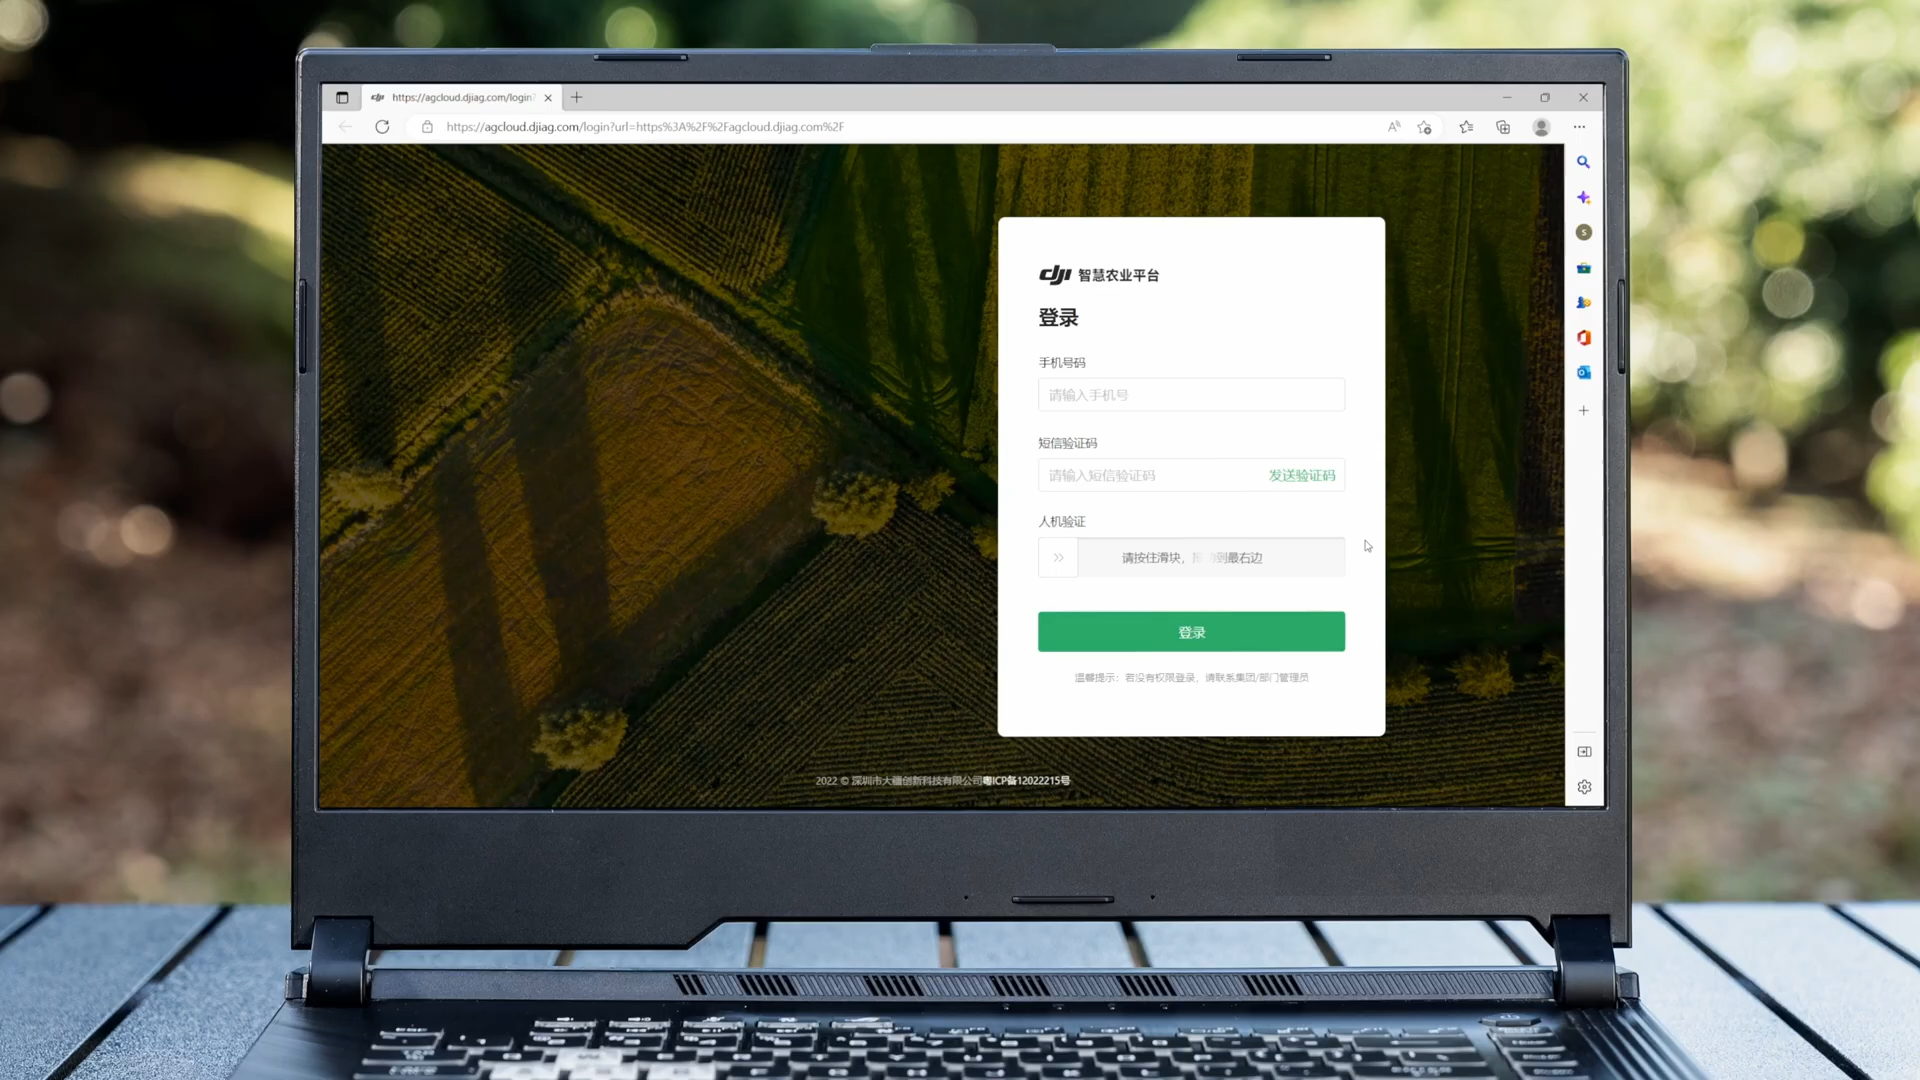 https://agcloud.djiag.com/login?
https://agcloud.djiag.com/login?url=https%3A%2F%2Fagcloud.djiag.com%2F
dji 智慧农业平台
登录
手机号码
请输入手机号
短信验证码
请输入短信验证码 发送验证码
人机验证
请按住滑块，拖动到最右边
登录
温馨提示：若没有权限登录，请联系集团/部门管理员
2022 © 深圳市大疆创新科技有限公司粤ICP备12022215号